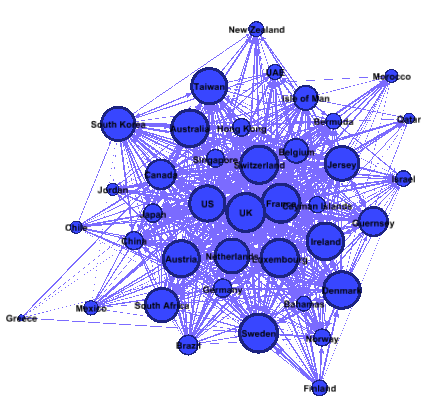 New Zealand
UAE
Morocco
Taiwan
Isle of Man
Qatar
South Korea
Australia
Hong Kong
Bermuda
Belgium
Singapore
Switzerland
Jersey
Canada
Israel
Jordan
US
France
Cayman Islands
Japan
UK
Guernsey
Chile
China
Ireland
Austria
Netherlands
Luxembourg
Germany
Denmark
Mexico
South Africa
Bahamas
Greece
Sweden
Norway
Brazil
Finland